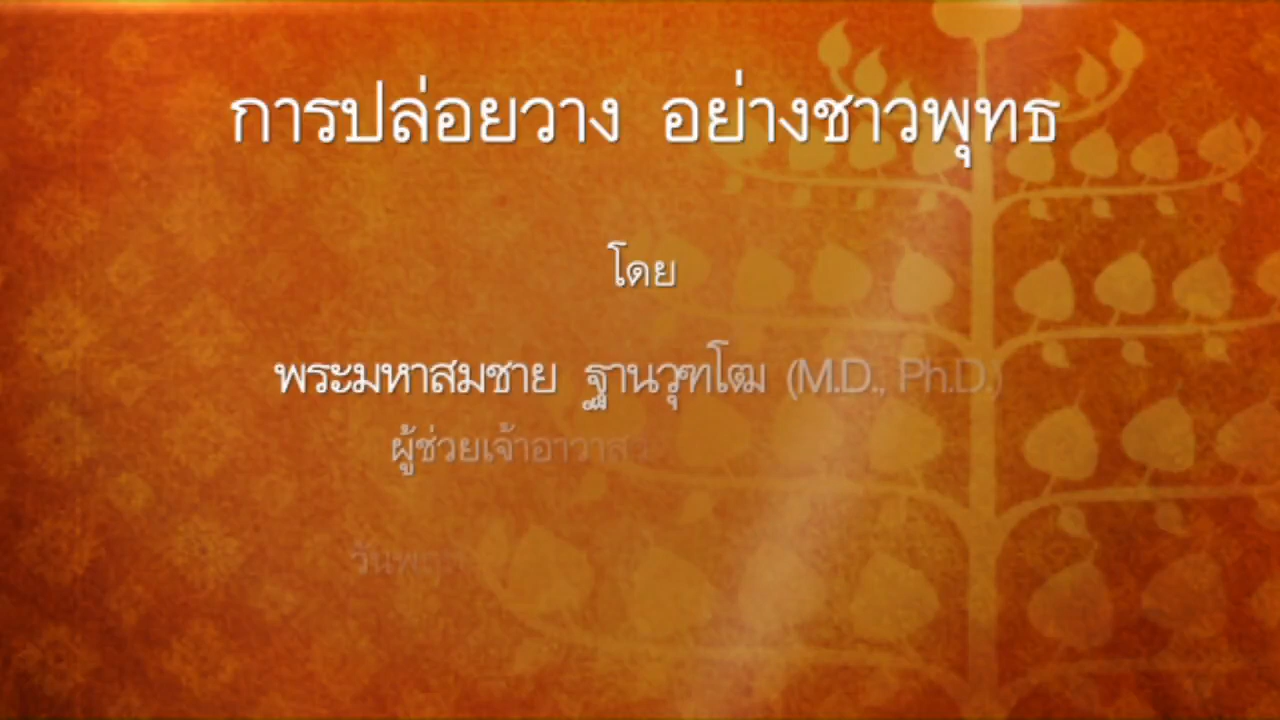 การปล่อยวาง อย่างชาวพุทธ
โดย
พระมหาสมชาย ฐานวุฑโฒ (M.D., Ph.D.)
ผู้ช่วยเจ้าอาวาส